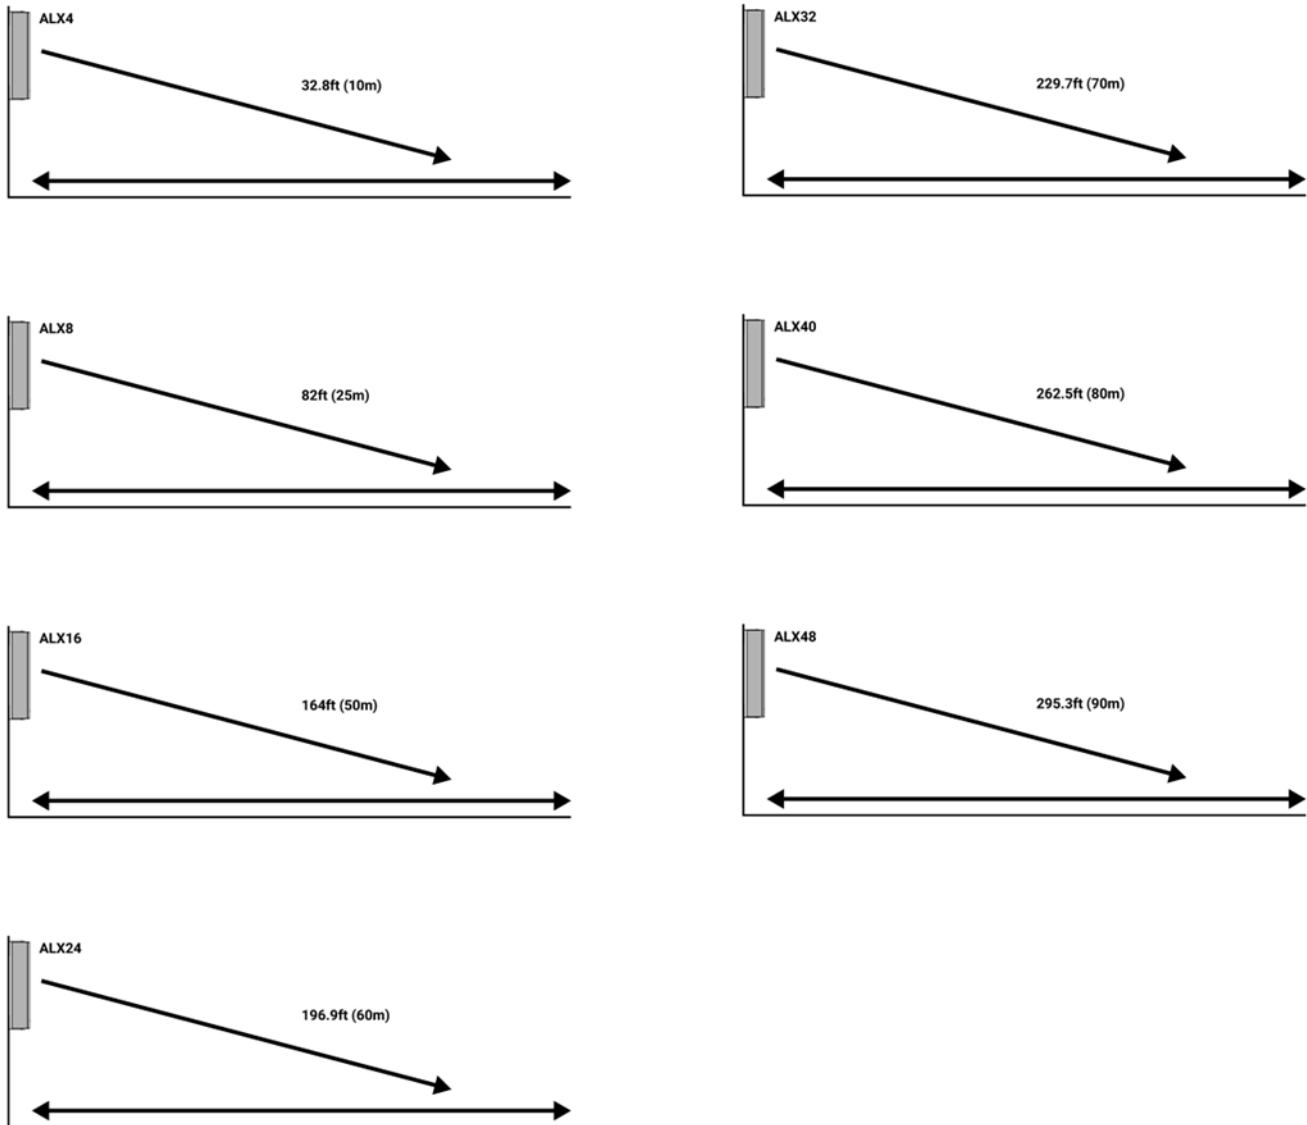 ALX4
32.8ft (10m)
ALX8
82ft (25m)
ALX16
164ft (50m)
ALX24
196.9ft (60m)
ALX32
229.7ft (70m)
ALX40
262.5ft (80m)
ALX48
295.3ft (90m)